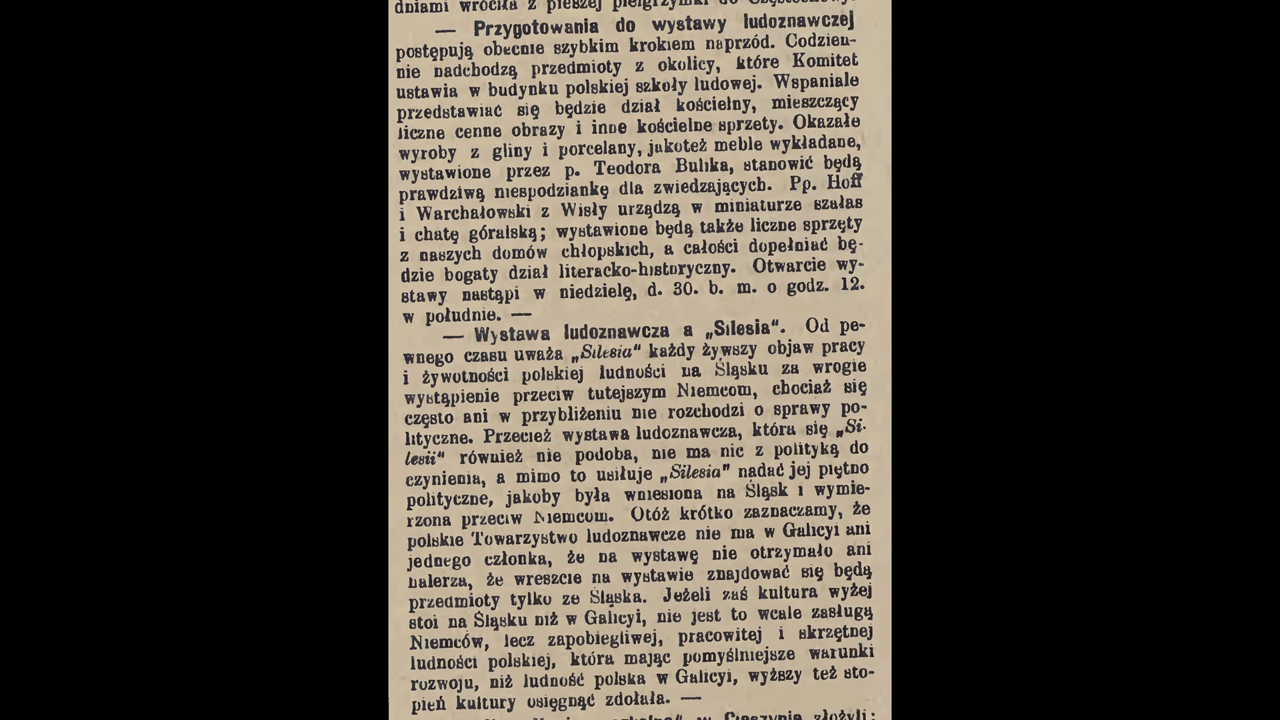 dniami wróciła z pieszej pielgrzymki do Częstochowy.
— Przygotowania do wystawy ludoznawczej
postępują obecnie szybkim krokiem naprzód. Codzien-
nie nadchodzą przedmioty z okolicy, które Komitet
ustawia w budynku polskiej szkoły ludowej. Wspaniale
przedstawiać się będzie dział kościelny, mieszczący
liczne cenne obrazy i inne kościelne sprzety. Okazałe
wyroby z gliny i porcelany, jakoteż meble wykładane,
wystawione przez p. Teodora Bulika, stanowić będą
prawdziwą niespodziankę dla zwiedzających. Pp. Hoff
i Warchałowski z Wisły urządzą w miniaturze szałas
i chatę góralską; wystawione będą także liczne sprzęty
z naszych domów chłopskich, a całości dopełniać bę-
dzie bogaty dział literacko-historyczny. Otwarcie wy-
stawy nastąpi w niedzielę, d. 30. b. m. o godz. 12.
w południe. —
— Wystawa ludoznawcza a „Silesia“. Od pe-
wnego czasu uważa „Silesia“ każdy żywszy objaw pracy
i żywotności polskiej ludności na Śląsku za wrogie
wystąpienie przeciw tutejszym Niemcom, chociaż się
często ani w przybliżeniu nie rozchodzi o sprawy po-
lityczne. Przecież wystawa ludoznawcza, która się „Si-
lesii“ również nie podoba, nie ma nic z polityką do
czynienia, a mimo to usiłuje „Silesia“ nadać jej piętno
polityczne, jakoby była wniesiona na Śląsk i wymie-
rzona przeciw Niemcom. Otóż krótko zaznaczamy, że
polskie Towarzystwo ludoznawcze nie ma w Galicyi ani
jednego członka, że na wystawę nie otrzymało ani
halerza, że wreszcie na wystawie znajdować się będą
przedmioty tylko ze Śląska. Jeżeli zaś kultura wyżej
stoi na Śląsku niż w Galicyi, nie jest to wcale zasługą
Niemców, lecz zapobiegliwej, pracowitej i skrzętnej
ludności polskiej, która mając pomyślniejsze warunki
rozwoju, niż ludność polska w Galicyi, wyższy też sto-
pień kultury osięgnąć zdołała. —
w Cieszynie złożyli: